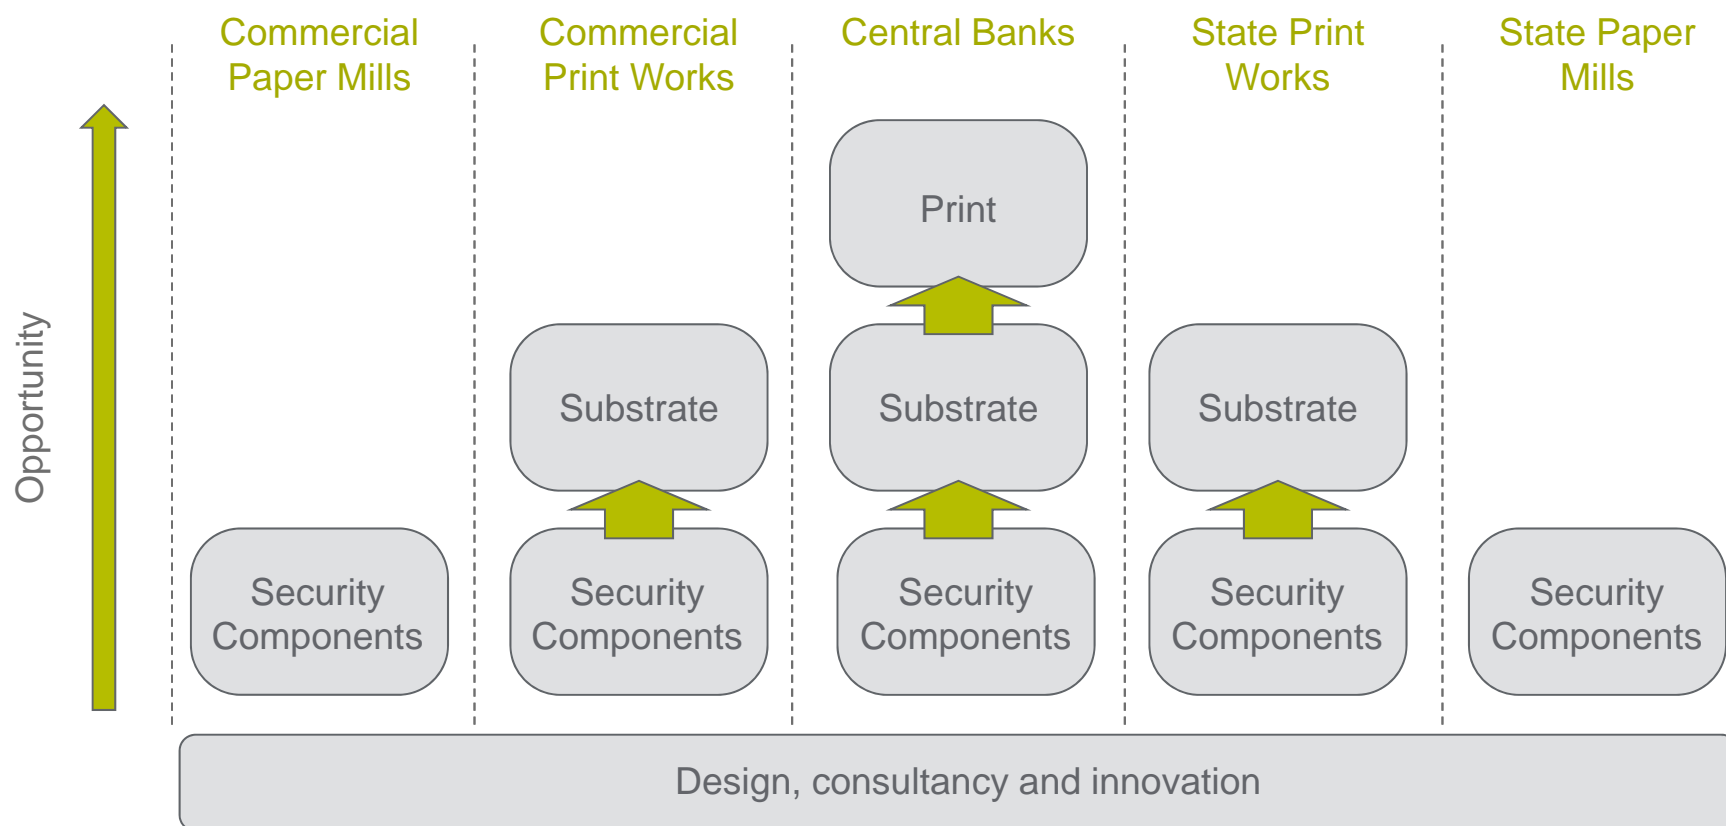 Commercial
Paper Mills
Commercial
Print Works
Central Banks
State Print
Works
State Paper
Mills
Opportunity
Print
Substrate
Substrate
Substrate
Security
Components
Security
Components
Security
Components
Security
Components
Security
Components
Design, consultancy and innovation